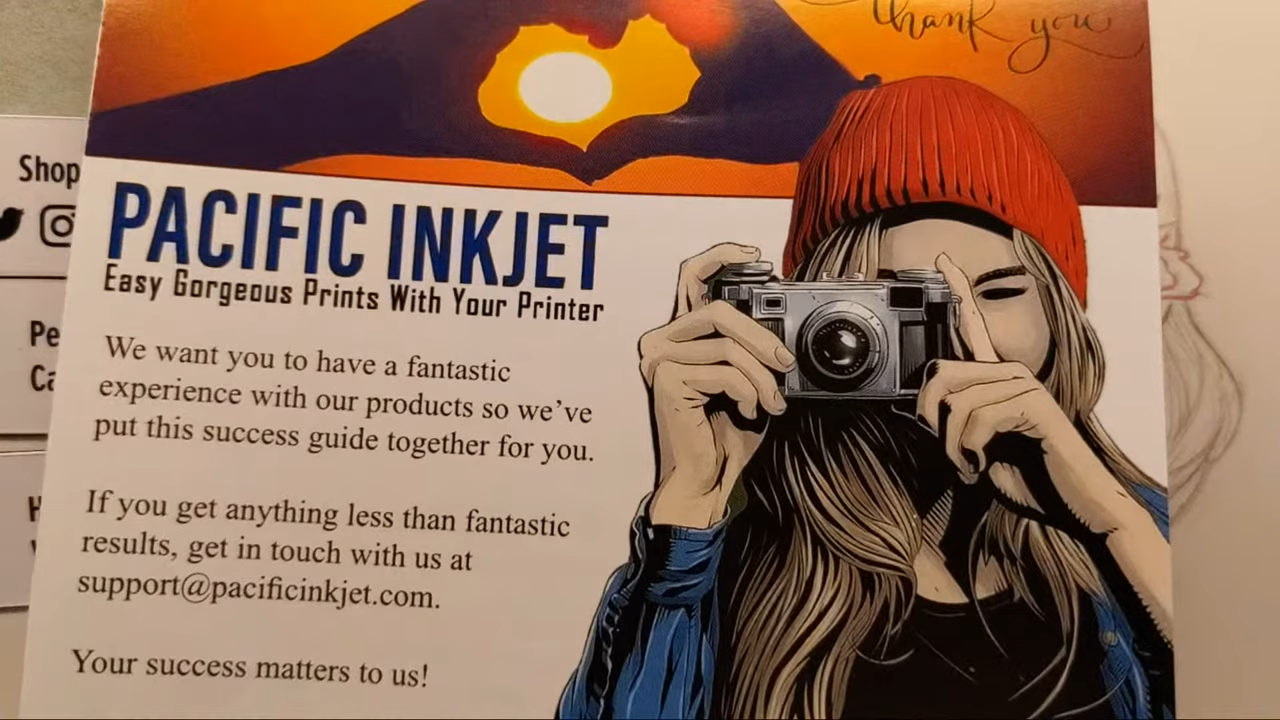 thank you
Shop
PACIFIC INKJET
Easy Gorgeous Prints With Your Printer
We want you to have a fantastic
experience with our products so we've
put this success guide together for you.
If you get anything less than fantastic
results, get in touch with us at
support@pacificinkjet.com.
Your success matters to us!